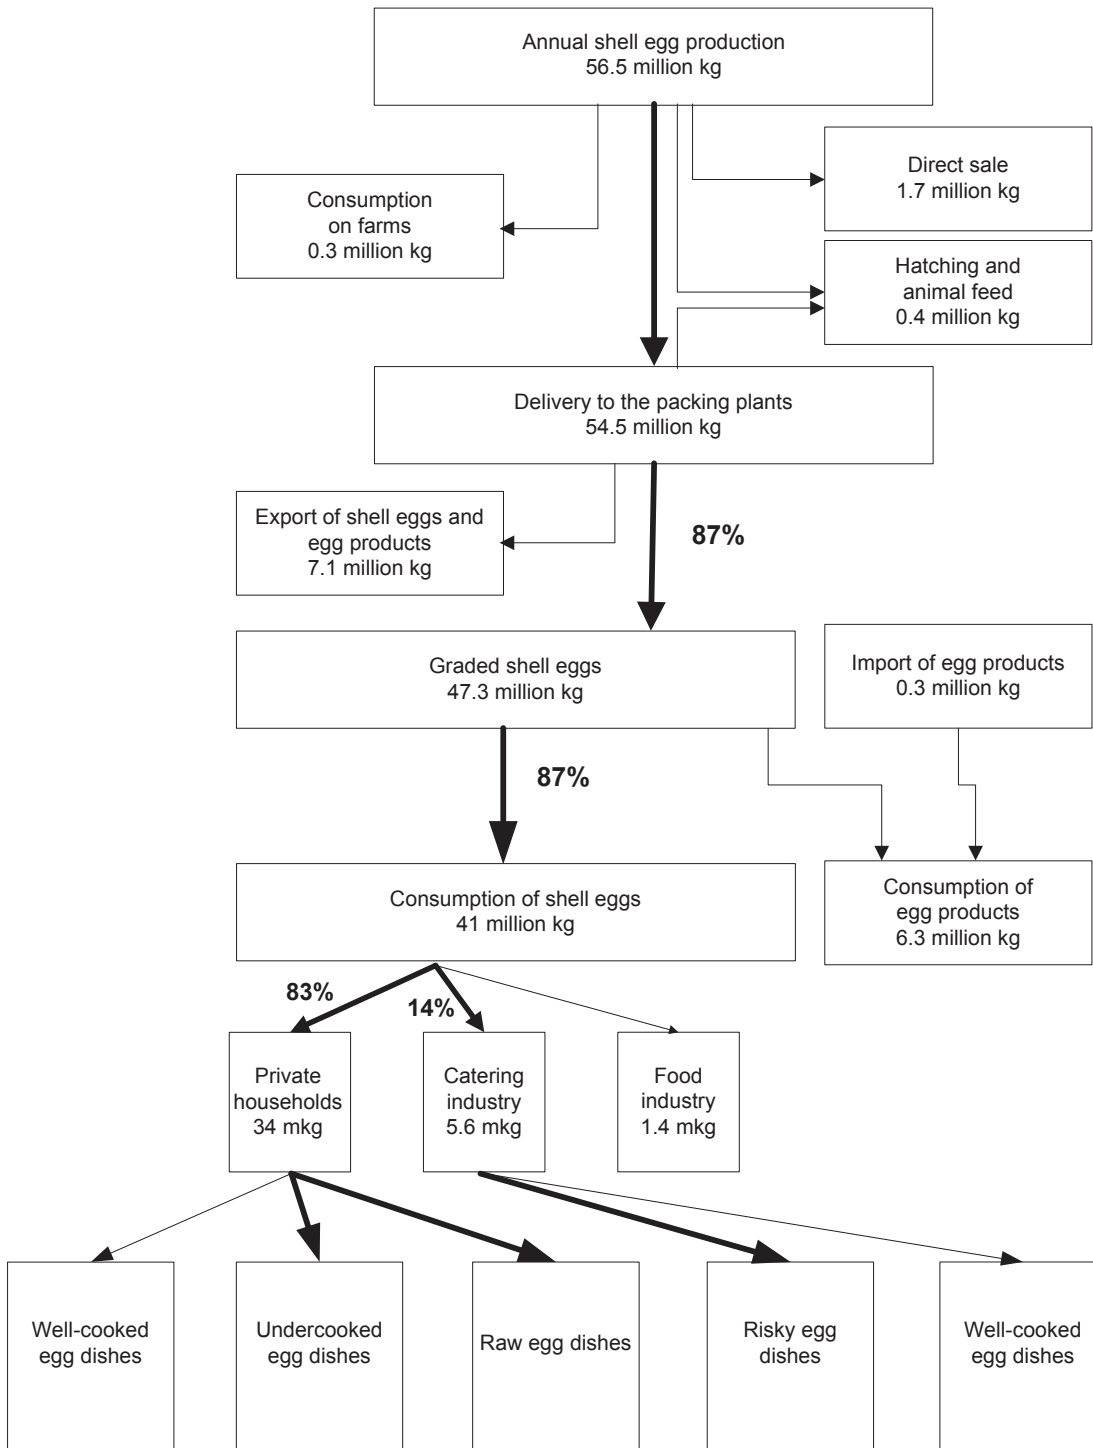 Annual shell egg production
56.5 million kg
Direct sale
1.7 million kg
Consumption
on farms
0.3 million kg
Hatching and
animal feed
0.4 million kg
Delivery to the packing plants
54.5 million kg
Export of shell eggs and
egg products
7.1 million kg
87%
Graded shell eggs
47.3 million kg
Import of egg products
0.3 million kg
87%
Consumption of shell eggs
41 million kg
Consumption of
egg products
6.3 million kg
83%
14%
Private
households
34 mkg
Catering
industry
5.6 mkg
Food
industry
1.4 mkg
Well-cooked
egg dishes
Undercooked
egg dishes
Raw egg dishes
Risky egg
dishes
Well-cooked
egg dishes